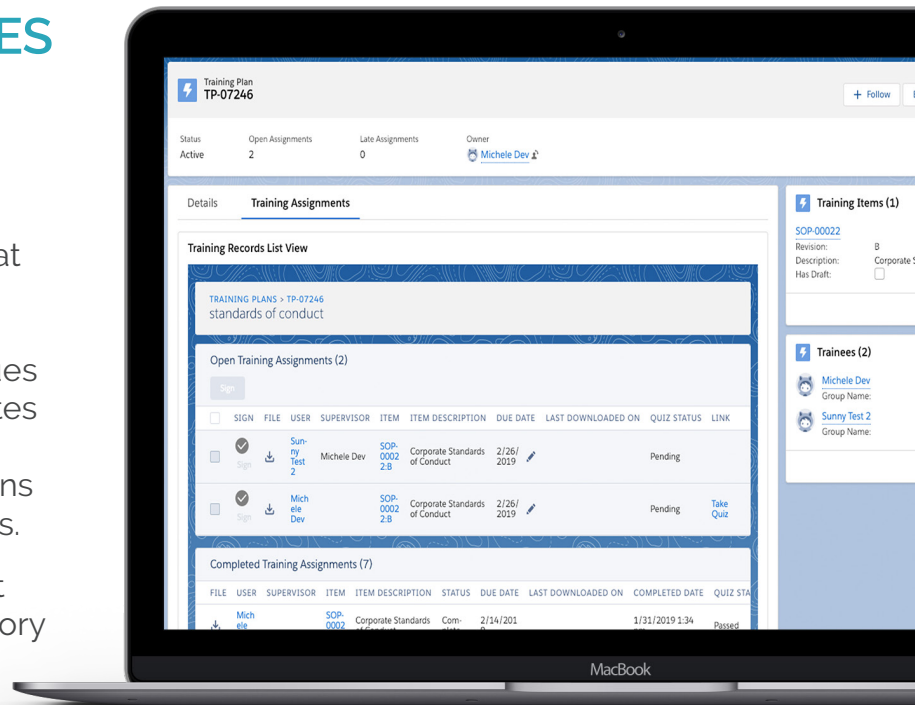 ES
at
ues
tes
ns
s.
t
ory
Training Plan
TP-07246
+ Follow
Status
Open Assignments
Late Assignments
Owner
Active
2
0
Michele Dev
Details
Training Assignments
Training Records List View
TRAINING PLANS > TP-07246
standards of conduct
Open Training Assignments (2)
Sign
SIGN FILE USER SUPERVISOR ITEM ITEM DESCRIPTION DUE DATE LAST DOWNLOADED ON QUIZ STATUS LINK
Sign
Sun-
ny
Test
2
Michele Dev
SOP-
0002
2:B
Corporate Standards
of Conduct
2/26/
2019
Pending
Sign
Mich
ele
Dev
SOP-
0002
2:B
Corporate Standards
of Conduct
2/26/
2019
Pending
Take
Quiz
Completed Training Assignments (7)
FILE USER SUPERVISOR ITEM ITEM DESCRIPTION STATUS DUE DATE LAST DOWNLOADED ON COMPLETED DATE QUIZ STA
Mich
ele
SOP-
0002
Corporate Standards
Com-
2/14/201
1/31/2019 1:34
Passed
Training Items (1)
SOP-00022
Revision: B
Description: Corporate S
Has Draft:
Trainees (2)
Michele Dev
Group Name:
Sunny Test 2
Group Name:
MacBook